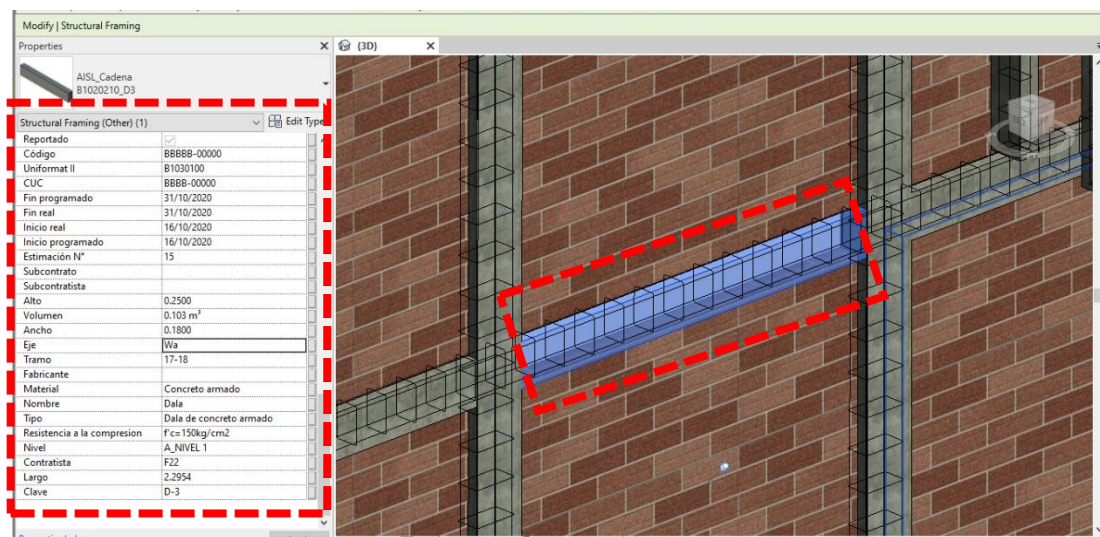 Modify | Structural Framing
Properties
(3D)
AISL_Cadena
B1020210_D3
Structural Framing (Other) (1) Edit Type
Reportado
Código BBBBB-00000
Uniformat II B1030100
CUC BBBB-00000
Fin programado 31/10/2020
Fin real 31/10/2020
Inicio real 16/10/2020
Inicio programado 16/10/2020
Estimación N° 15
Subcontrato
Subcontratista
Alto 0.2500
Volumen 0.103 m³
Ancho 0.1800
Eje Wa
Tramo 17-18
Fabricante
Material Concreto armado
Nombre Dala
Tipo Dala de concreto armado
Resistencia a la compresion f'c=150kg/cm2
Nivel A_NIVEL 1
Contratista F22
Largo 2.2954
Clave D-3